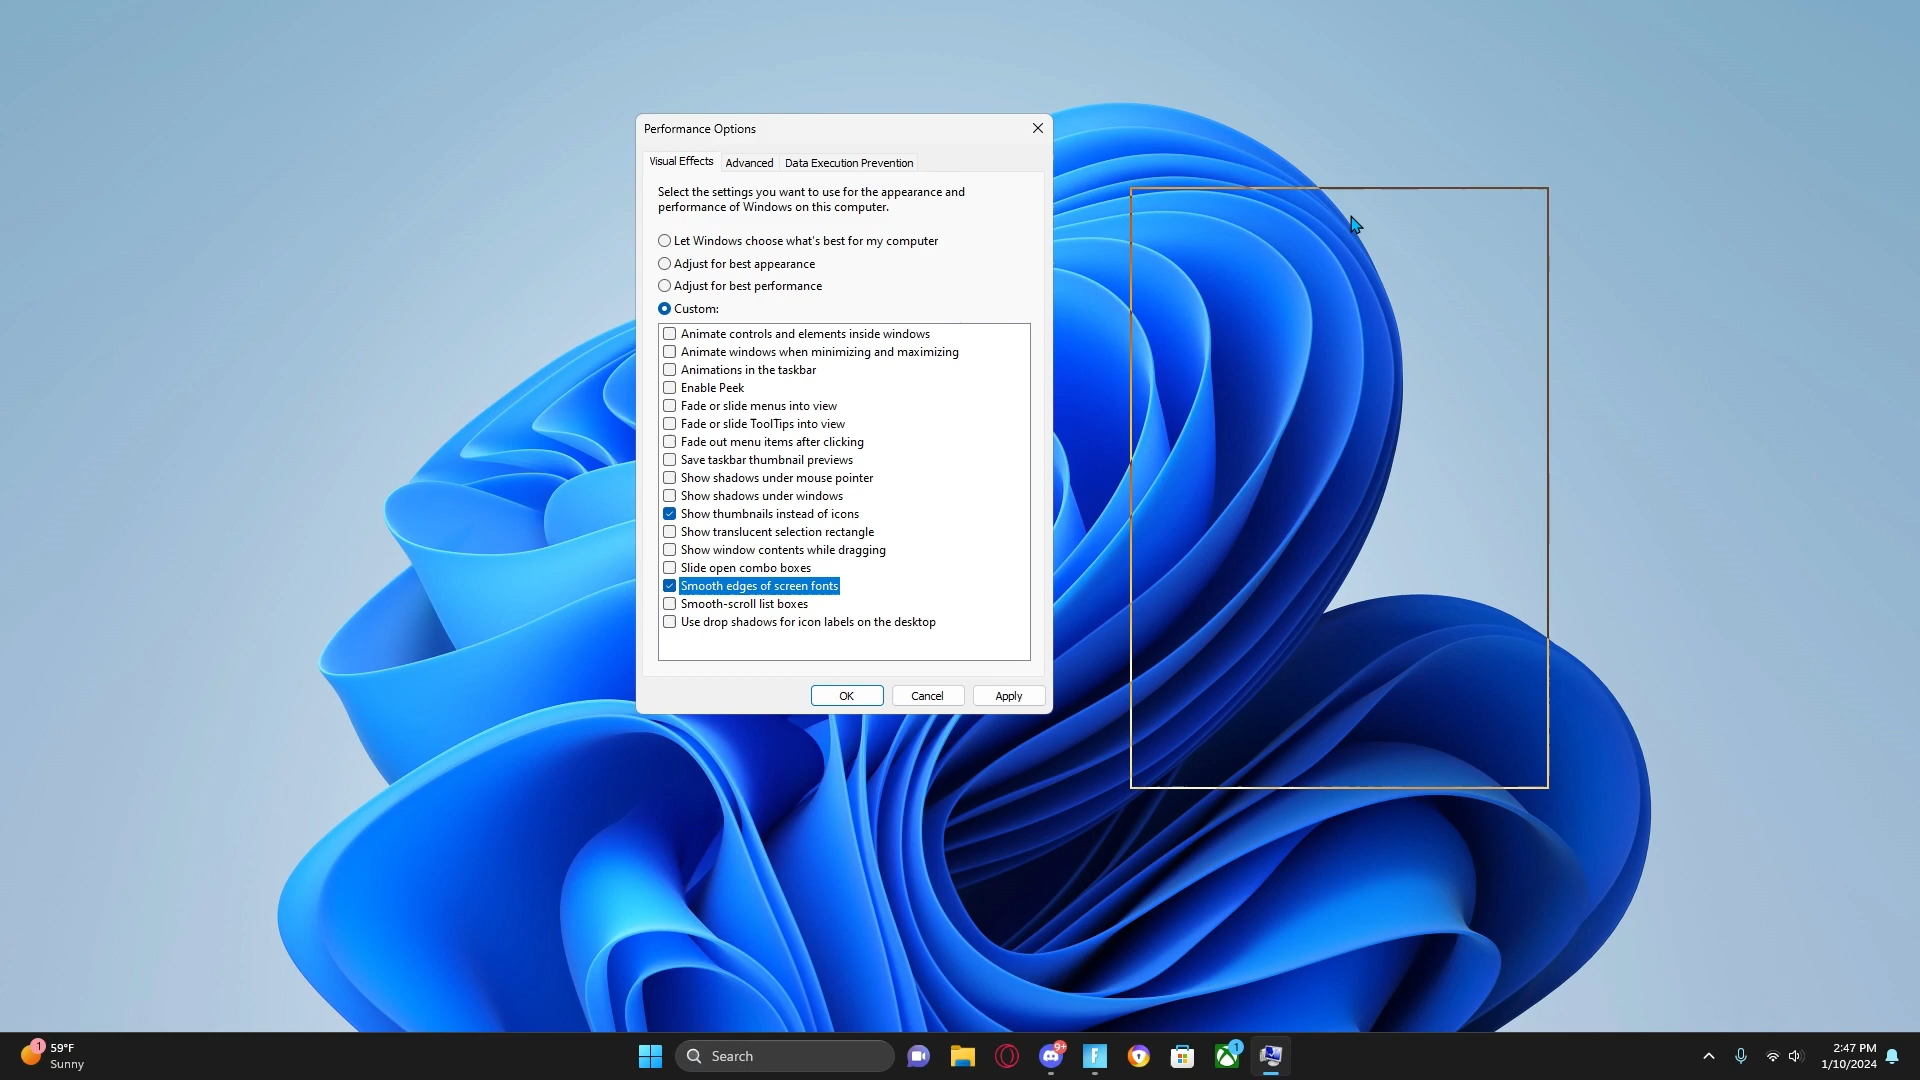 Performance Options
Visual Effects
Advanced
Data Execution Prevention
Select the settings you want to use for the appearance and
performance of Windows on this computer.
Let Windows choose what's best for my computer
Adjust for best appearance
Adjust for best performance
Custom:
Animate controls and elements inside windows
Animate windows when minimizing and maximizing
Animations in the taskbar
Enable Peek
Fade or slide menus into view
Fade or slide ToolTips into view
Fade out menu items after clicking
Save taskbar thumbnail previews
Show shadows under mouse pointer
Show shadows under windows
Show thumbnails instead of icons
Show translucent selection rectangle
Show window contents while dragging
Slide open combo boxes
Smooth edges of screen fonts
Smooth-scroll list boxes
Use drop shadows for icon labels on the desktop
OK
Cancel
Apply
1
59°F
Sunny
Search
9+
F
1
2:47 PM
1/10/2024